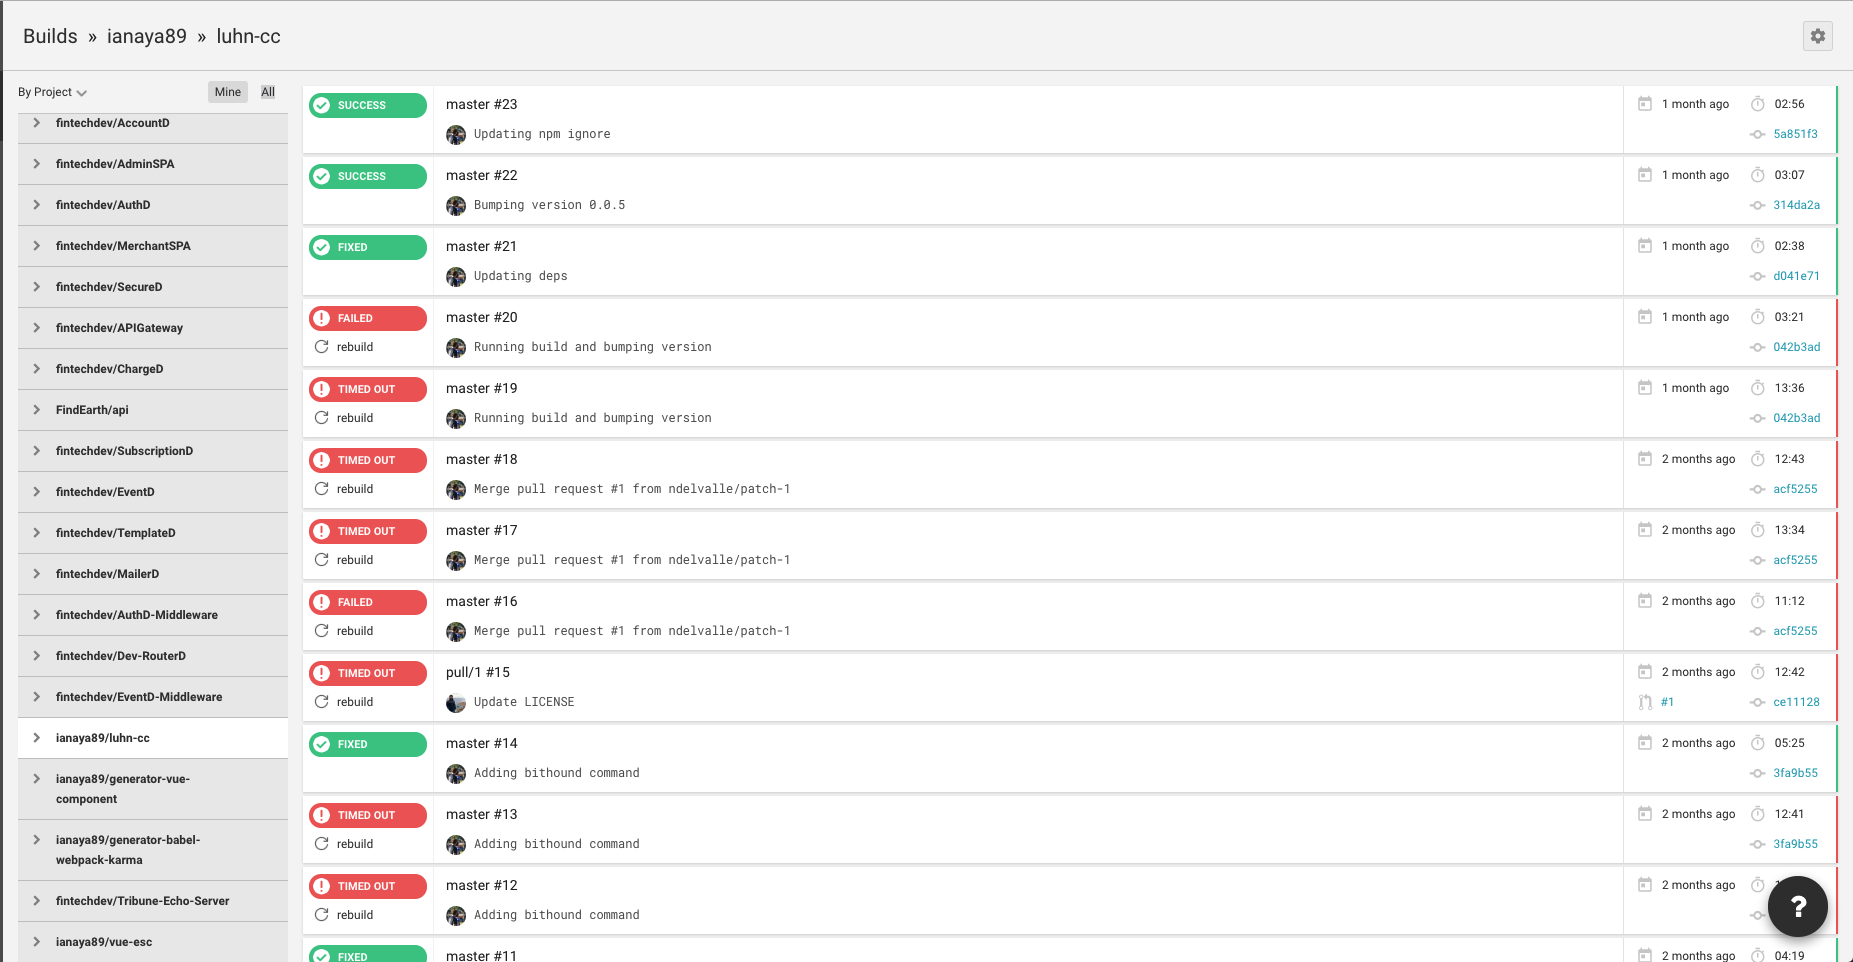 Builds » ianaya89 » luhn-cc
By Project
Mine
All
fintechdev/AccountD
fintechdev/AdminSPA
fintechdev/AuthD
fintechdev/MerchantSPA
fintechdev/SecureD
fintechdev/APIGateway
fintechdev/ChargeD
FindEarth/api
fintechdev/SubscriptionD
fintechdev/EventD
fintechdev/TemplateD
fintechdev/MailerD
fintechdev/AuthD-Middleware
fintechdev/Dev-RouterD
fintechdev/EventD-Middleware
ianaya89/luhn-cc
ianaya89/generator-vue-
component
ianaya89/generator-babel-
webpack-karma
fintechdev/Tribune-Echo-Server
ianaya89/vue-esc
SUCCESS master #23 1 month ago 02:56
Updating npm ignore 5a851f3
SUCCESS master #22 1 month ago 03:07
Bumping version 0.0.5 314da2a
FIXED master #21 1 month ago 02:38
Updating deps d041e71
FAILED master #20 1 month ago 03:21
rebuild Running build and bumping version 042b3ad
TIMED OUT master #19 1 month ago 13:36
rebuild Running build and bumping version 042b3ad
TIMED OUT master #18 2 months ago 12:43
rebuild Merge pull request #1 from ndelvalle/patch-1 acf5255
TIMED OUT master #17 2 months ago 13:34
rebuild Merge pull request #1 from ndelvalle/patch-1 acf5255
FAILED master #16 2 months ago 11:12
rebuild Merge pull request #1 from ndelvalle/patch-1 acf5255
TIMED OUT pull/1 #15 2 months ago 12:42
rebuild Update LICENSE #1 ce11128
FIXED master #14 2 months ago 05:25
Adding bithound command 3fa9b55
TIMED OUT master #13 2 months ago 12:41
rebuild Adding bithound command 3fa9b55
TIMED OUT master #12 2 months ago
rebuild Adding bithound command
FIXED master #11 2 months ago 04:19
?